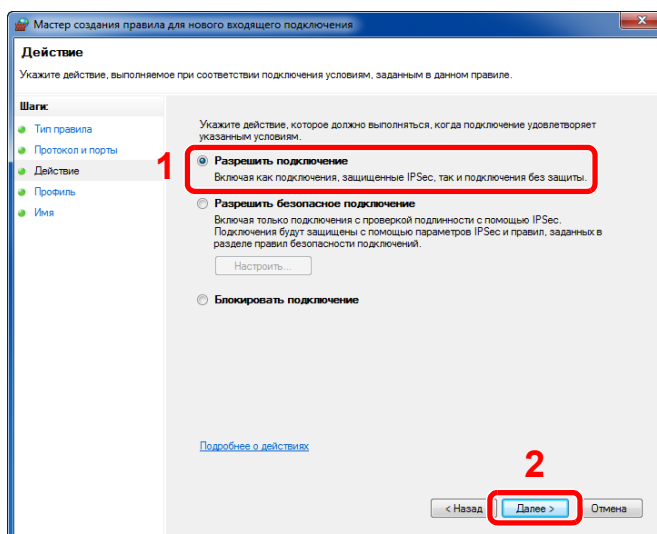 Мастер создания правила для нового входящего подключения
Действие
Укажите действие, выполняемое при соответствии подключения условиям, заданным в данном правиле.
Шаги:
Тип правила
Протокол и порты
Действие
Профиль
Имя
Укажите действие, которое должно выполняться, когда подключение удовлетворяет
указанным условиям.
1
Разрешить подключение
Включая как подключения, защищенные IPSec, так и подключения без защиты.
Разрешить безопасное подключение
Включая только подключения с проверкой подлинности с помощью IPSec.
Подключения будут защищены с помощью параметров IPSec и правил, заданных в
разделе правил безопасности подключений.
Настроить...
Блокировать подключение
Подробнее о действиях
2
< Назад
Далее >
Отмена